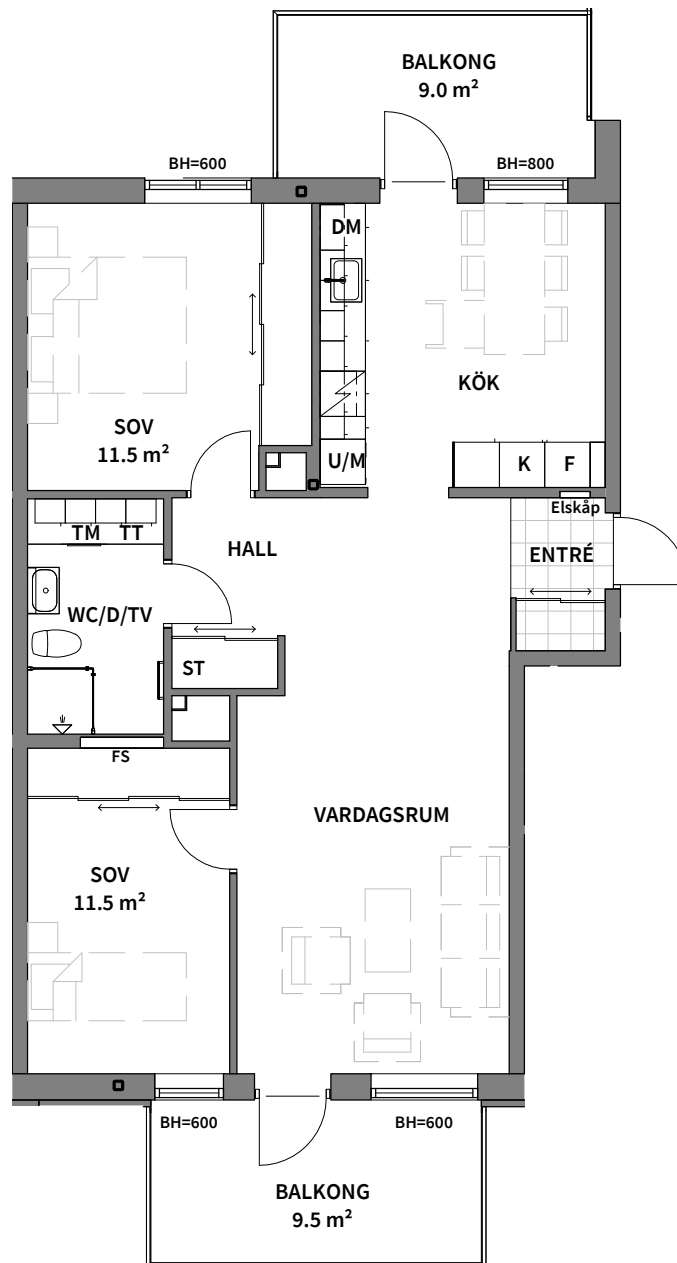 BALKONG
9.0 m²
BH=600
BH=800
DM
KÖK
SOV
11.5 m²
U/M
K
F
Elskåp
TM
TT
HALL
ENTRÉ
WC/D/TV
ST
FS
VARDAGSRUM
SOV
11.5 m²
BH=600
BH=600
BALKONG
9.5 m²